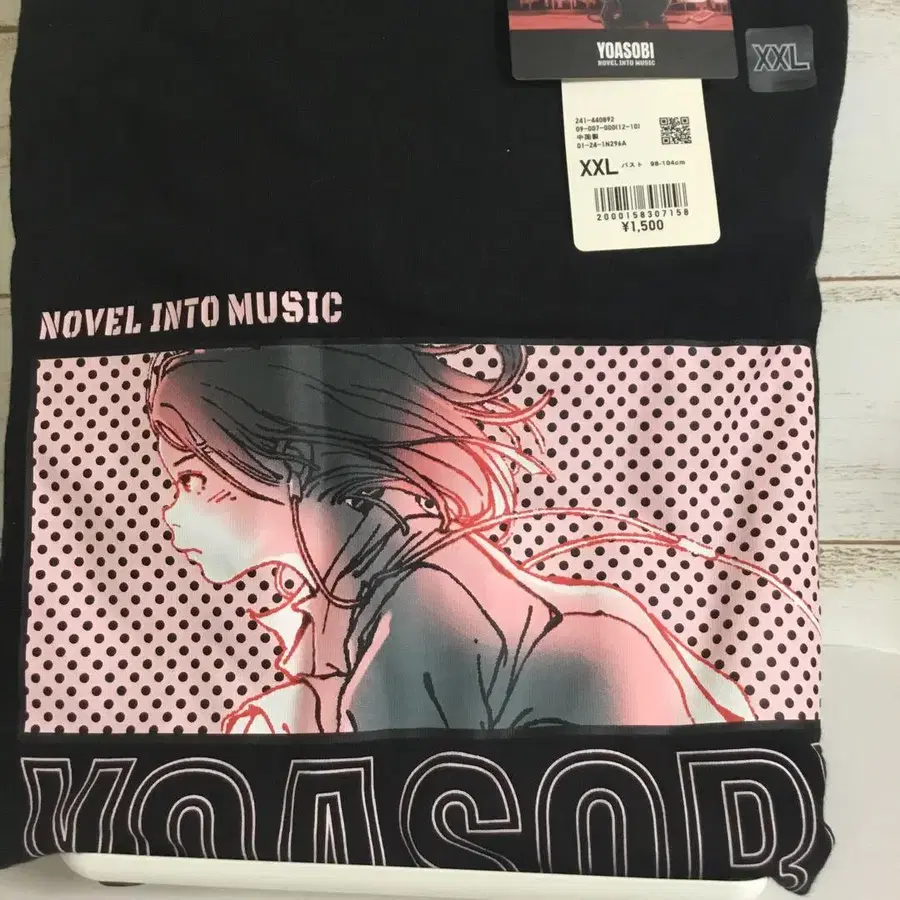 YOASOBI
NOVEL INTO MUSIC
XXL
241-440892
09-007-000(12-10)
中国製
01-24-1N296A
XXL バスト 98-104cm
2000158307158
¥1,500
NOVEL INTO MUSIC
YOASOB